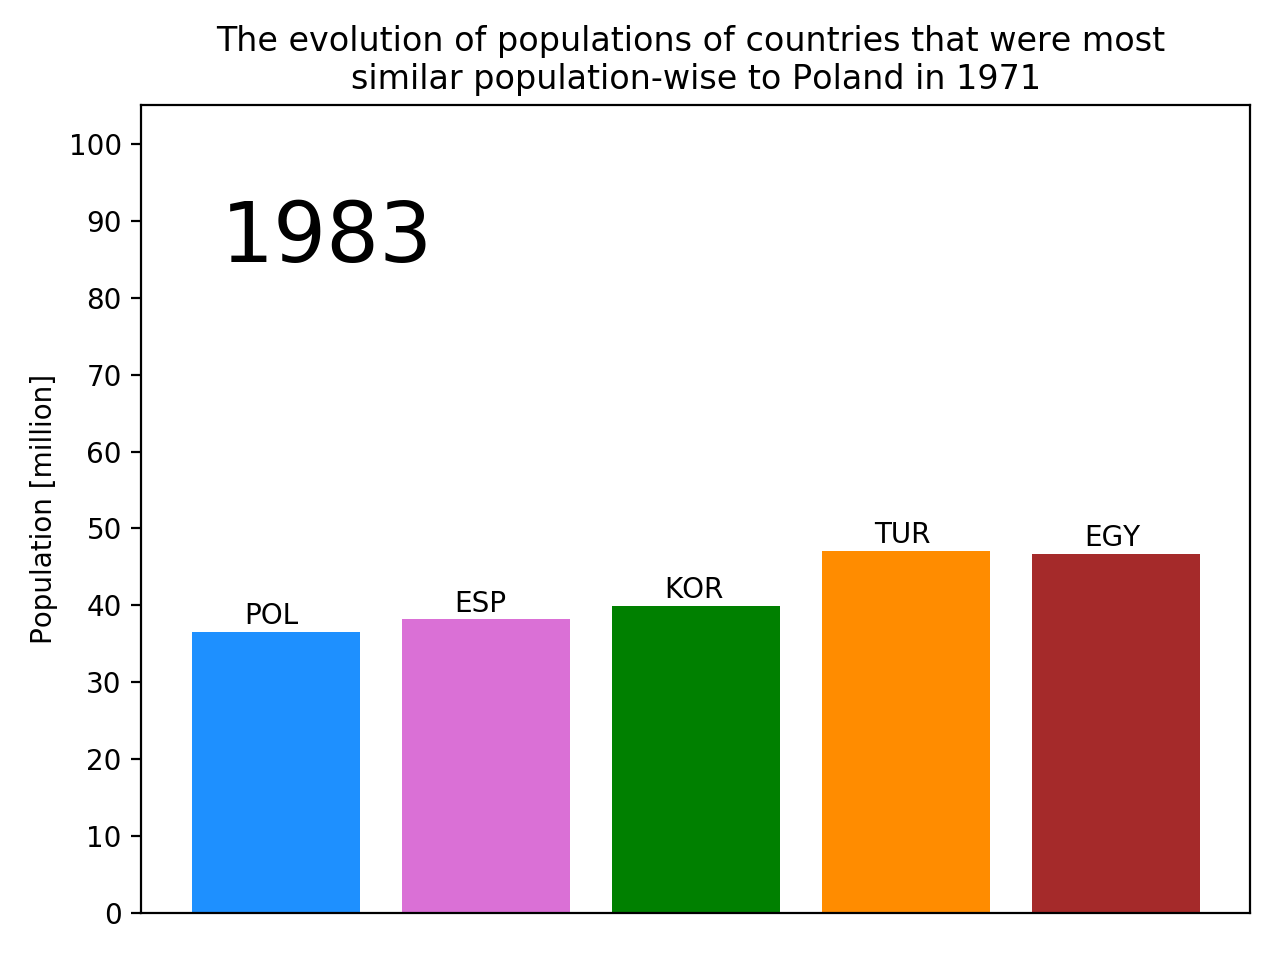 The evolution of populations of countries that were most
similar population-wise to Poland in 1971
100
90
80
70
60
50
40
30
20
10
0
Population [million]
1983
POL
ESP
KOR
TUR
EGY